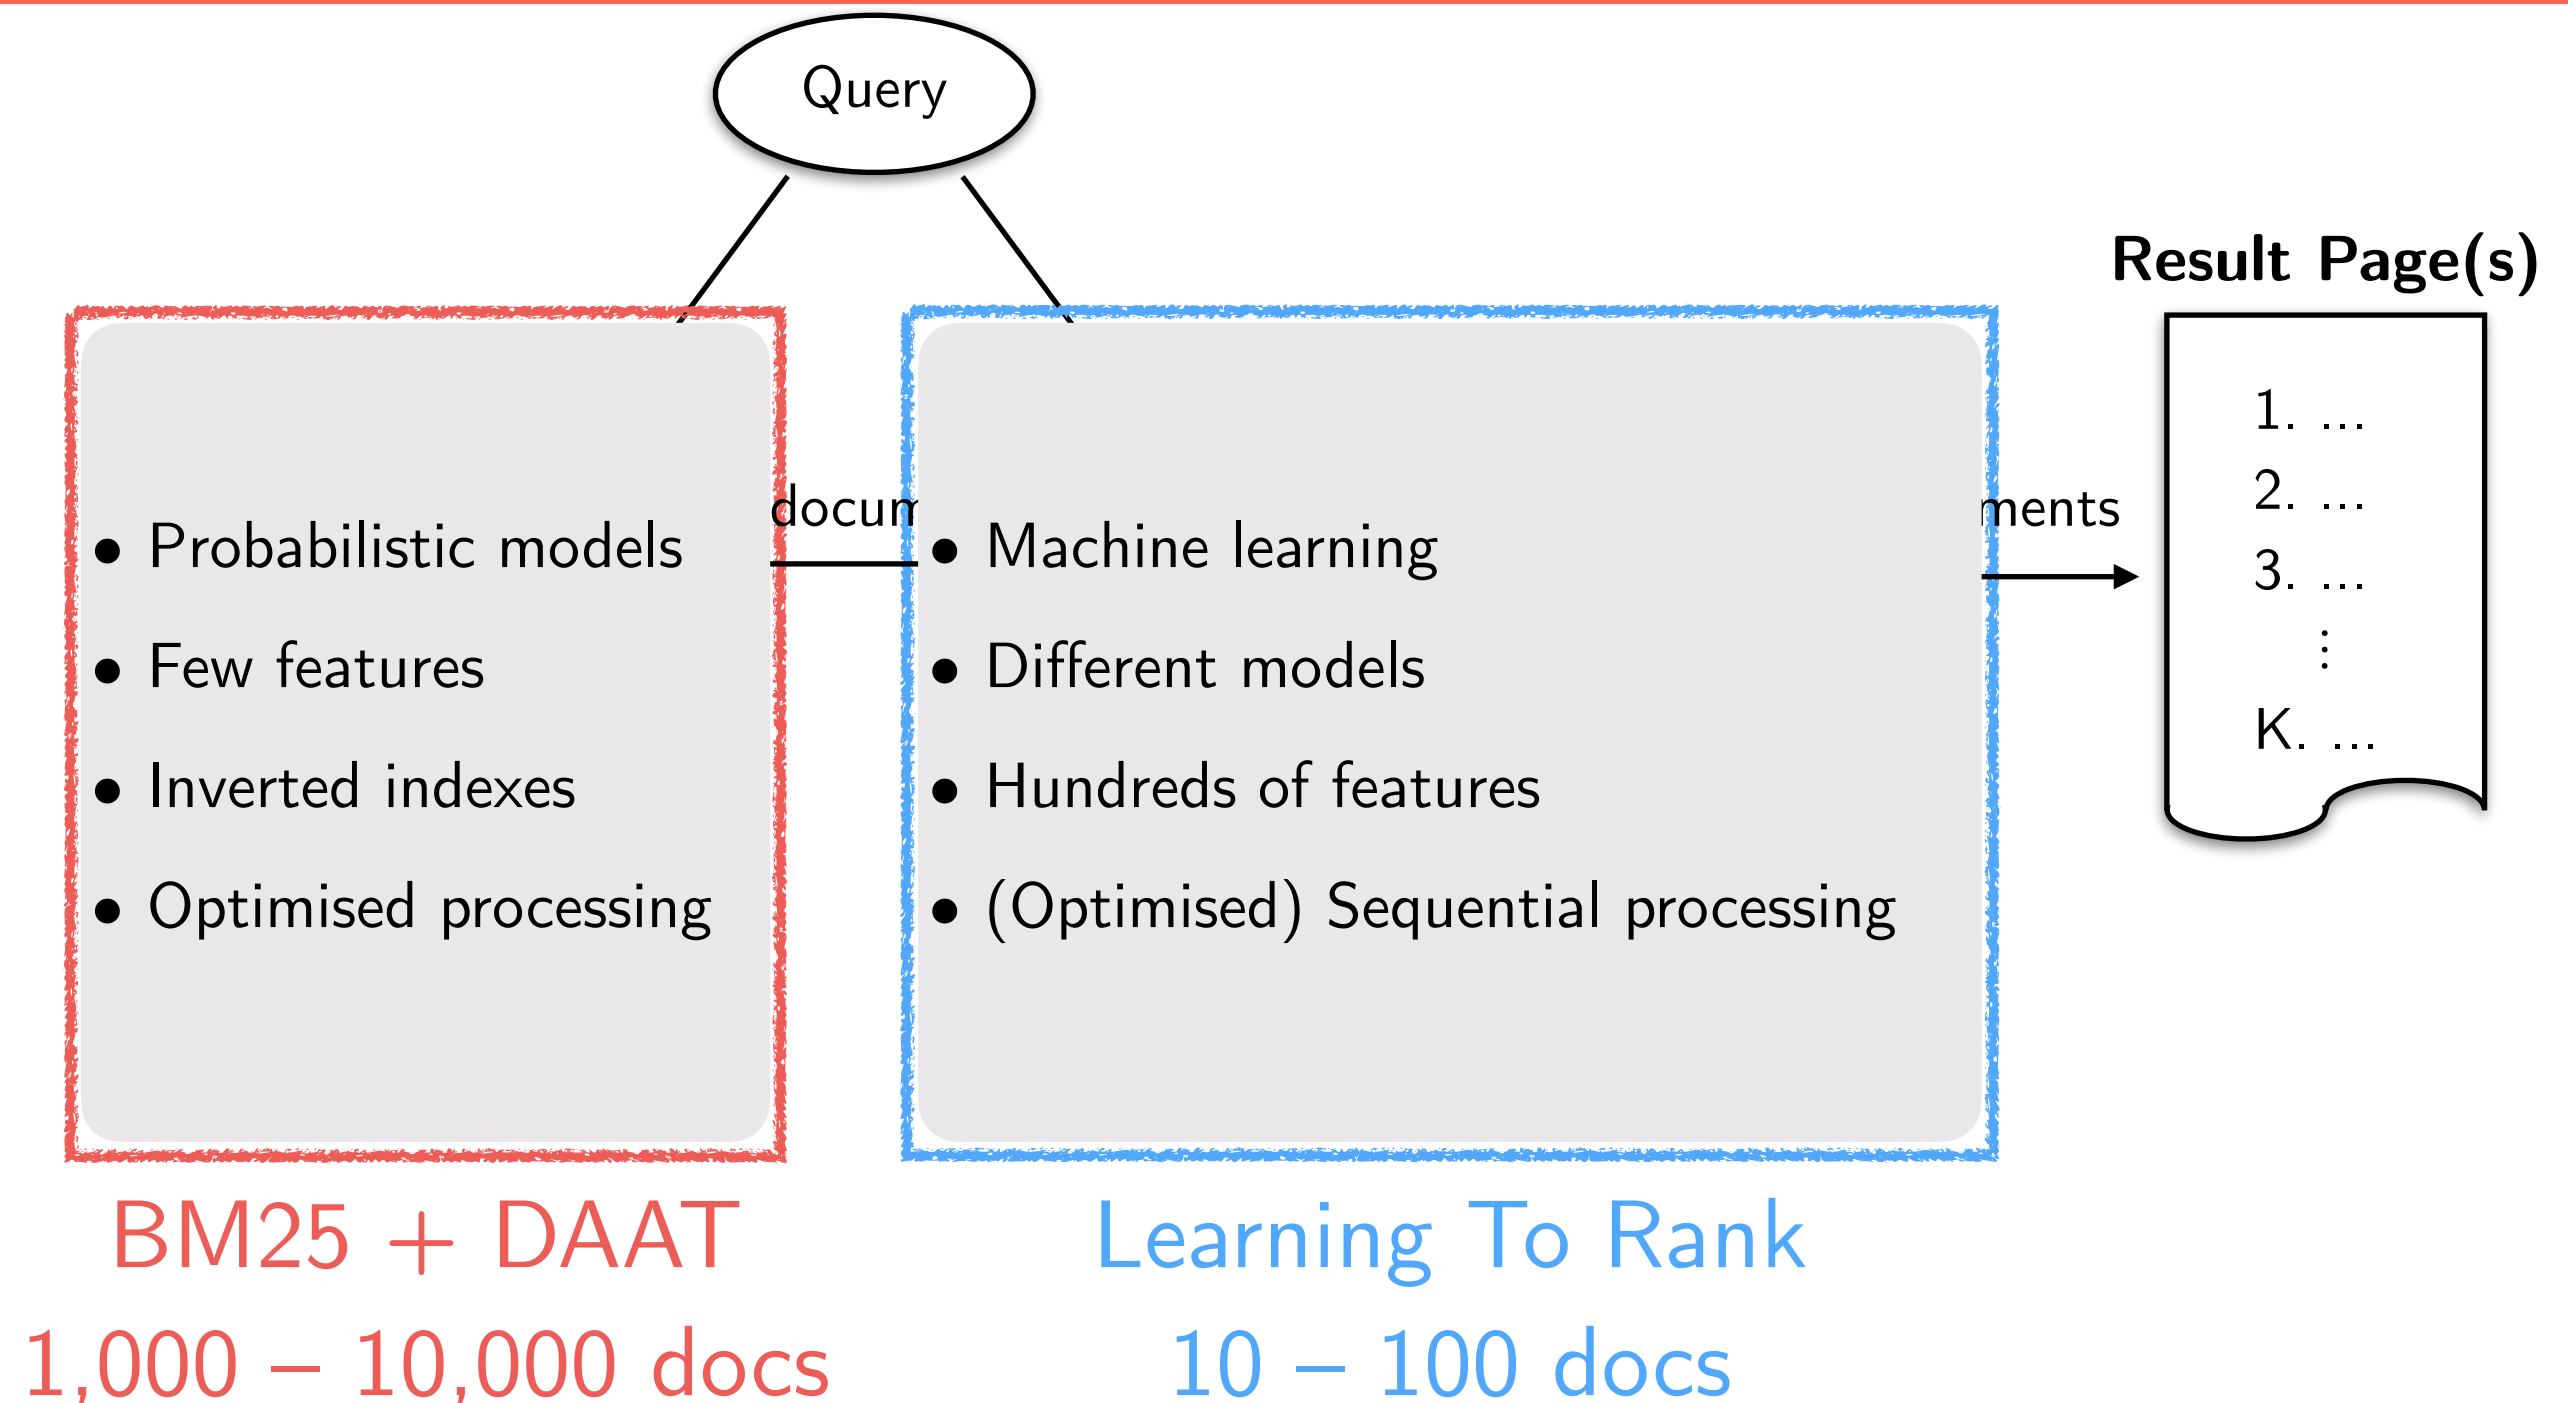 Query
Result Page(s)
docum
ments
• Probabilistic models
• Few features
• Inverted indexes
• Optimised processing
• Machine learning
• Different models
• Hundreds of features
• (Optimised) Sequential processing
1. ...
2. ...
3. ...
⋮
K. ...
BM25 + DAAT
1,000 – 10,000 docs
Learning To Rank
10 – 100 docs